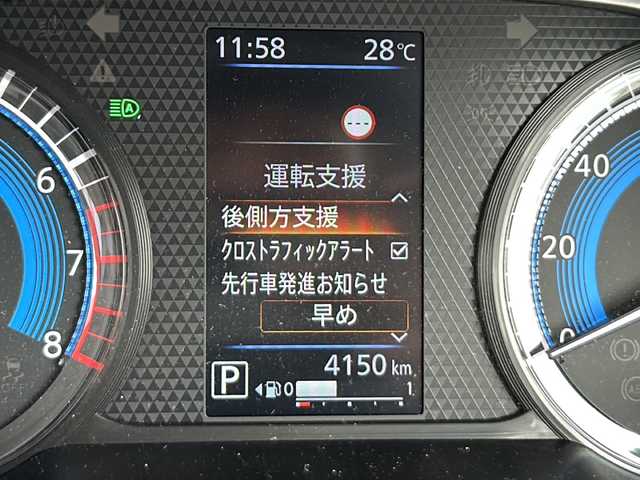 11:58 28℃
運転支援
後側方支援
クロストラフィックアラート
先行車発進お知らせ
早め
4150 km
P 0 1
6
7
8
40
20
0
A